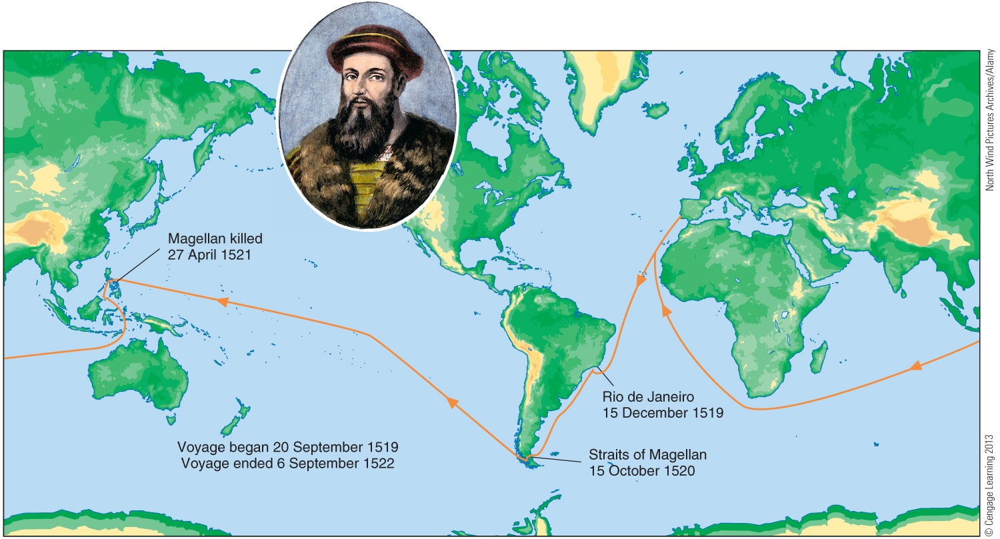 Magellan killed
27 April 1521
Rio de Janeiro
15 December 1519
Voyage began 20 September 1519
Voyage ended 6 September 1522
Straits of Magellan
15 October 1520
North Wind Pictures Archives/Alamy
© Cengage Learning 2013